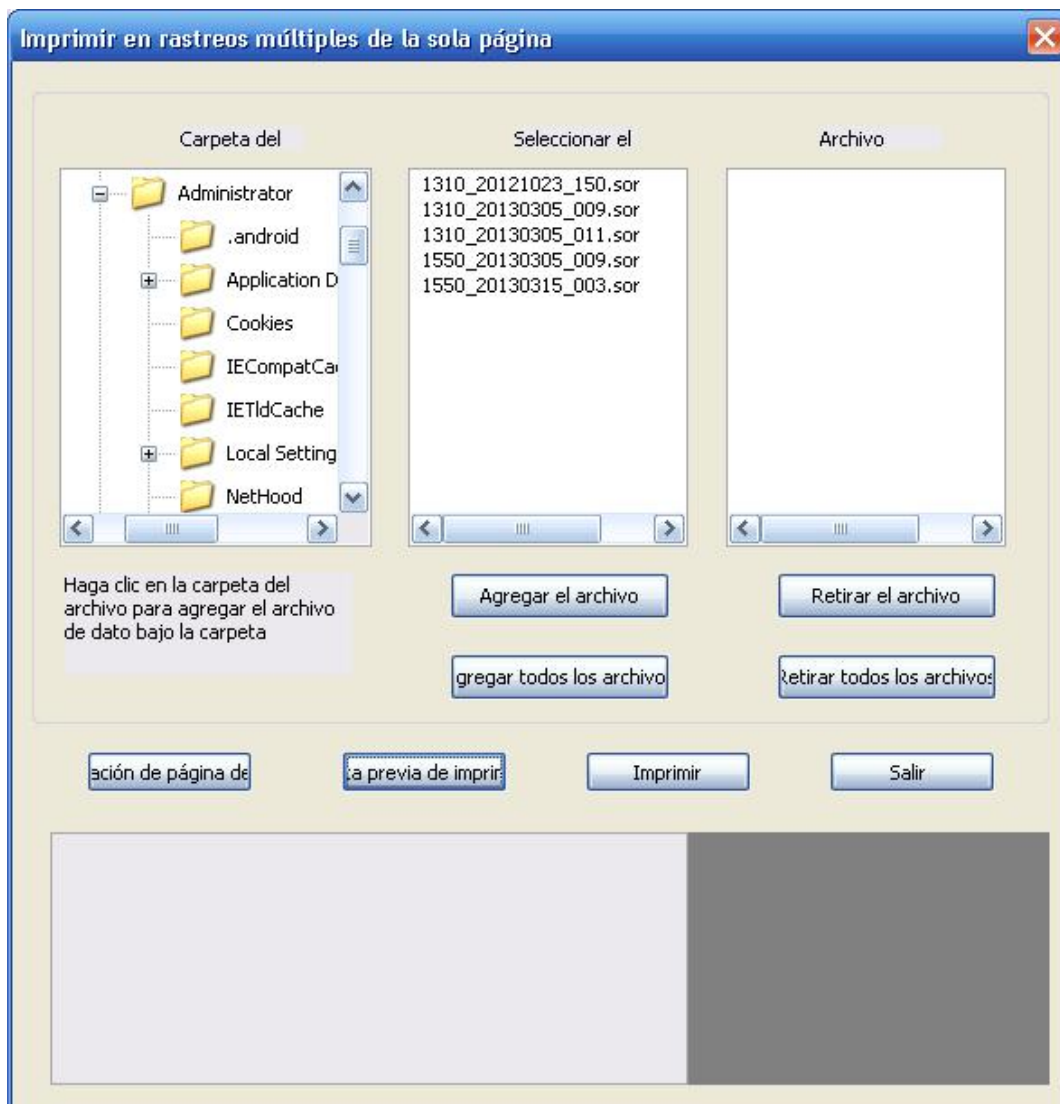 Imprimir en rastreos múltiples de la sola página
Carpeta del
Seleccionar el
Archivo
Administrator
.android
Application D
Cookies
IECompatCa
IETldCache
Local Setting
NetHood
1310_20121023_150.sor
1310_20130305_009.sor
1310_20130305_011.sor
1550_20130305_009.sor
1550_20130315_003.sor
Haga clic en la carpeta del
archivo para agregar el archivo
de dato bajo la carpeta
Agregar el archivo
Retirar el archivo
gregar todos los archivo
Retirar todos los archivos
ación de página de
ta previa de imprir
Imprimir
Salir